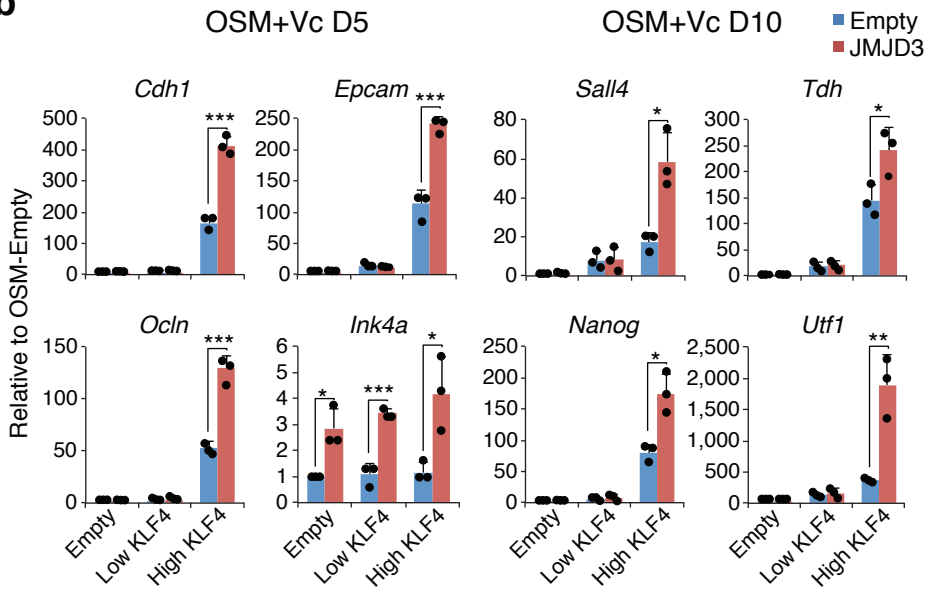 b
OSM+Vc D5
OSM+Vc D10
Empty
JMJD3
Relative to OSM-Empty
Cdh1
500
400
300
200
100
0
***
Epcam
250
200
150
100
50
0
***
Sall4
80
60
40
20
0
*
Tdh
300
250
200
150
100
50
0
*
Ocln
150
100
50
0
***
Empty
Low KLF4
High KLF4
Ink4a
6
5
4
3
2
1
0
*
***
*
Empty
Low KLF4
High KLF4
Nanog
250
200
150
100
50
0
*
Empty
Low KLF4
High KLF4
Utf1
2,500
2,000
1,500
1,000
500
0
**
Empty
Low KLF4
High KLF4